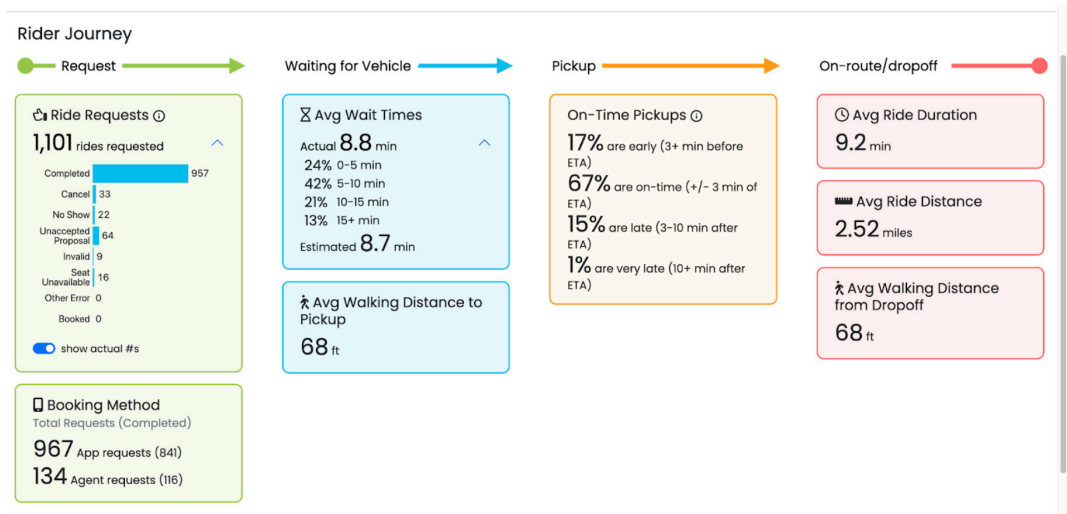 Rider Journey
Request
Ride Requests
1,101 rides requested
Completed 957
Cancel 33
No Show 22
Unaccepted
Proposal 64
Invalid 9
Seat
Unavailable 16
Other Error 0
Booked 0
show actual #s
Booking Method
Total Requests (Completed)
967 App requests (841)
134 Agent requests (116)
Waiting for Vehicle
Avg Wait Times
Actual 8.8 min
24% 0-5 min
42% 5-10 min
21% 10-15 min
13% 15+ min
Estimated 8.7 min
Avg Walking Distance to
Pickup
68 ft
Pickup
On-Time Pickups
17% are early (3+ min before
ETA)
67% are on-time (+/- 3 min of
ETA)
15% are late (3-10 min after
ETA)
1% are very late (10+ min after
ETA)
On-route/dropoff
Avg Ride Duration
9.2 min
Avg Ride Distance
2.52 miles
Avg Walking Distance
from Dropoff
68 ft